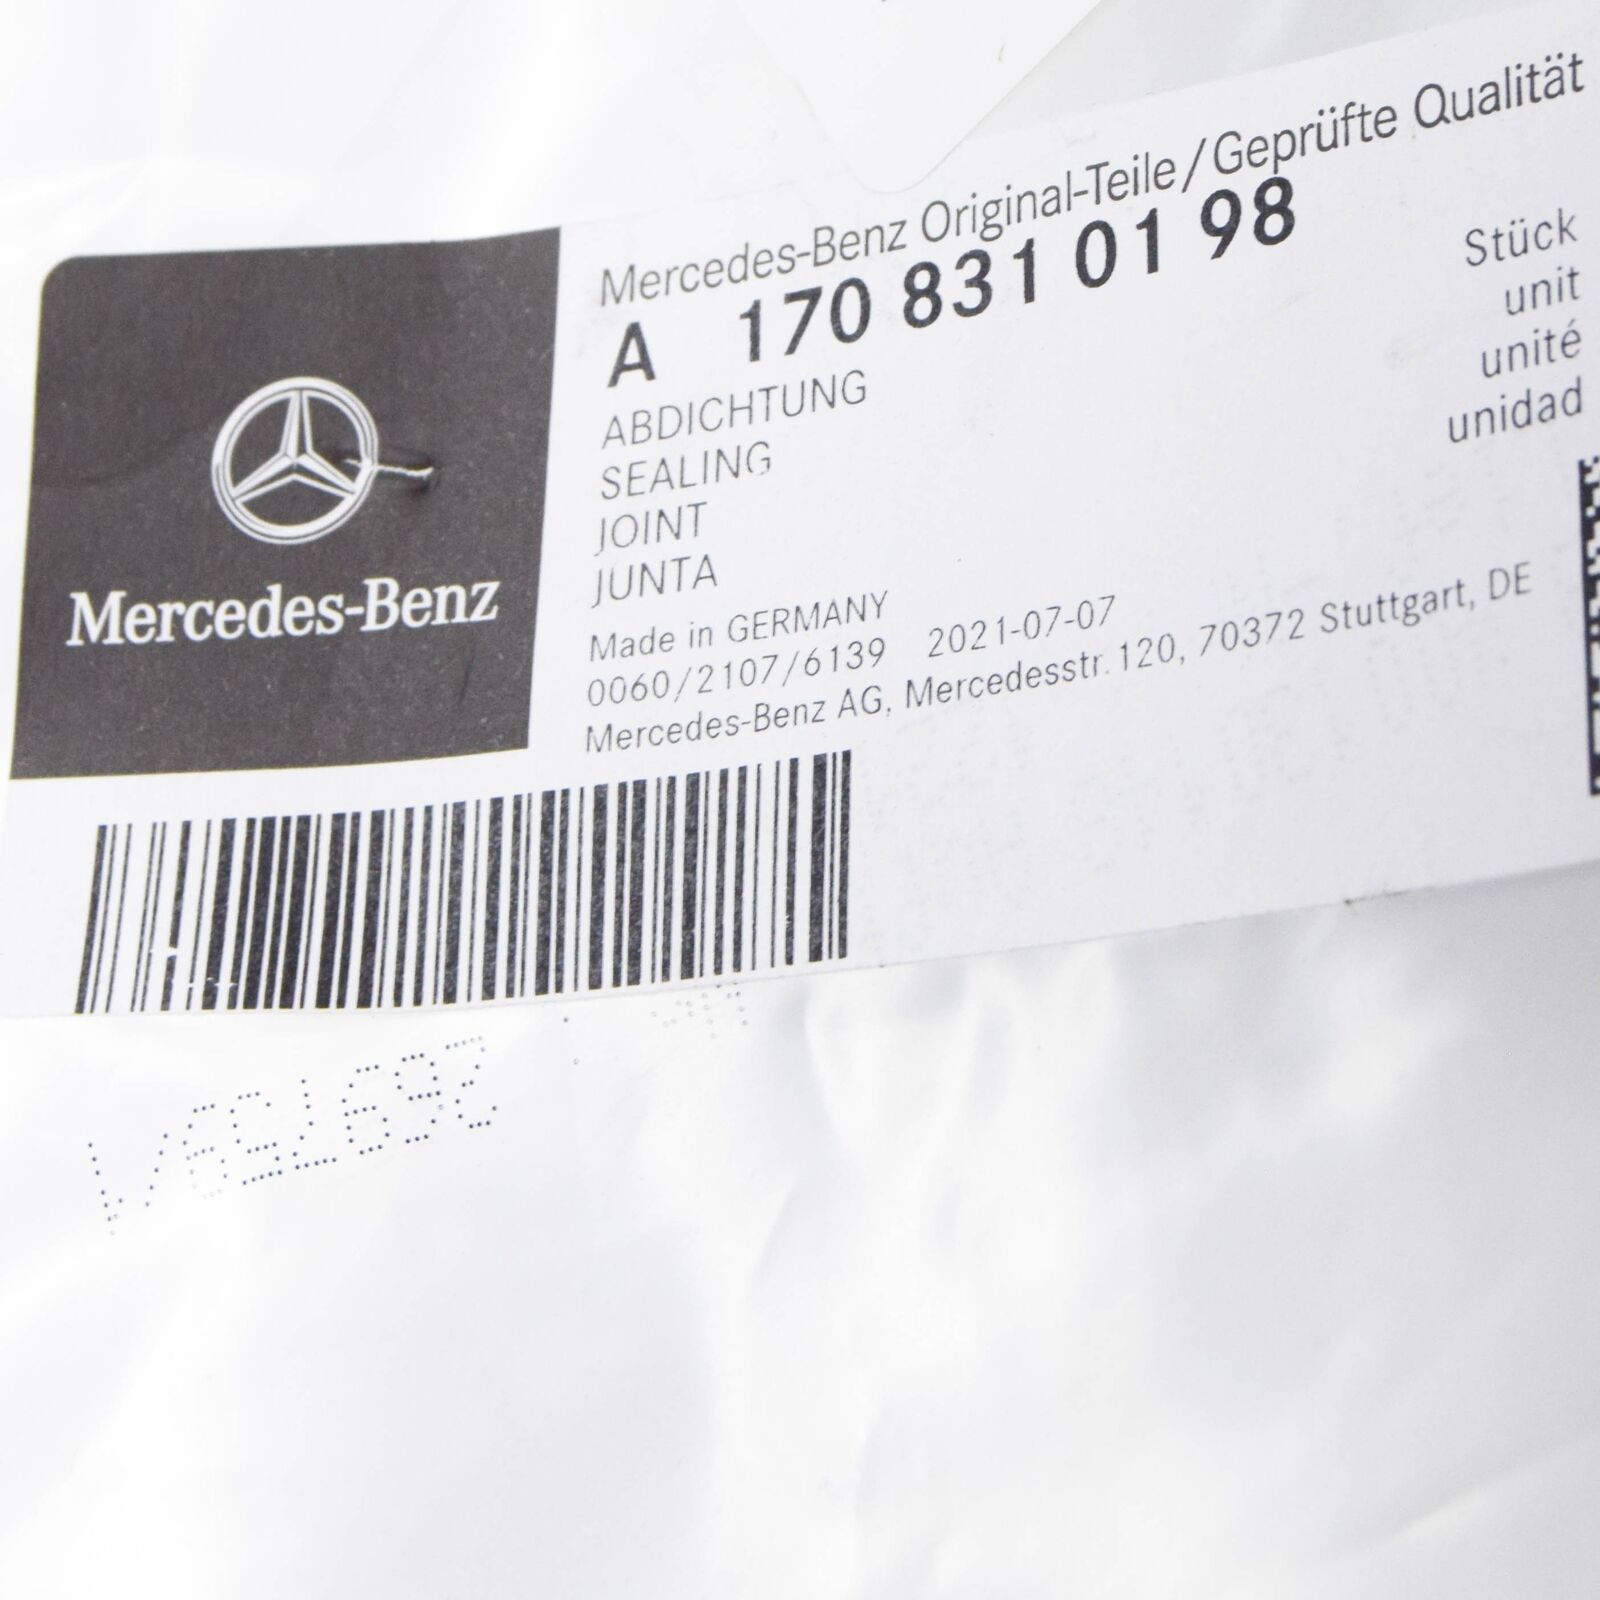 Mercedes-Benz Original-Teile/Geprüfte Qualität
A 170 831 01 98
Stück
unit
unité
unidad
ABDICHTUNG
SEALING
JOINT
JUNTA
Made in GERMANY
0060/2107/6139 2021-07-07
Mercedes-Benz AG, Mercedesstr. 120, 70372 Stuttgart, DE
Mercedes-Benz